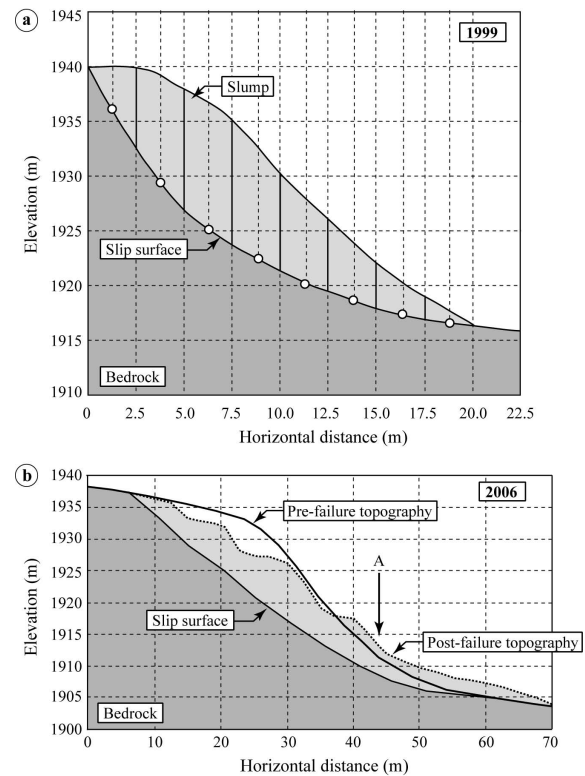 a
1999
1945
1940
1935
1930
1925
1920
1915
1910
Elevation (m)
Slump
Slip surface
Bedrock
0 2.5 5.0 7.5 10.0 12.5 15.0 17.5 20.0 22.5
Horizontal distance (m)
b
2006
1940
1935
1930
1925
1920
1915
1910
1905
1900
Elevation (m)
Pre-failure topography
A
Slip surface
Post-failure topography
Bedrock
0 10 20 30 40 50 60 70
Horizontal distance (m)